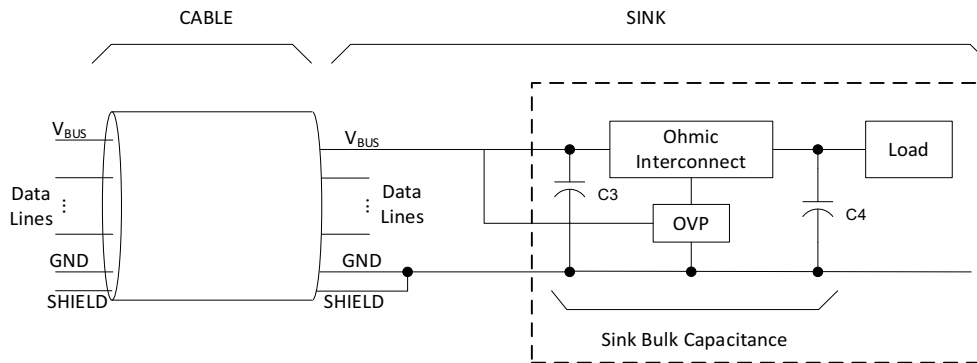 CABLE
SINK
VBUS
VBUS
Ohmic
Interconnect
Load
Data
Lines
...
Data
Lines
...
C3
OVP
C4
GND
GND
SHIELD
SHIELD
Sink Bulk Capacitance